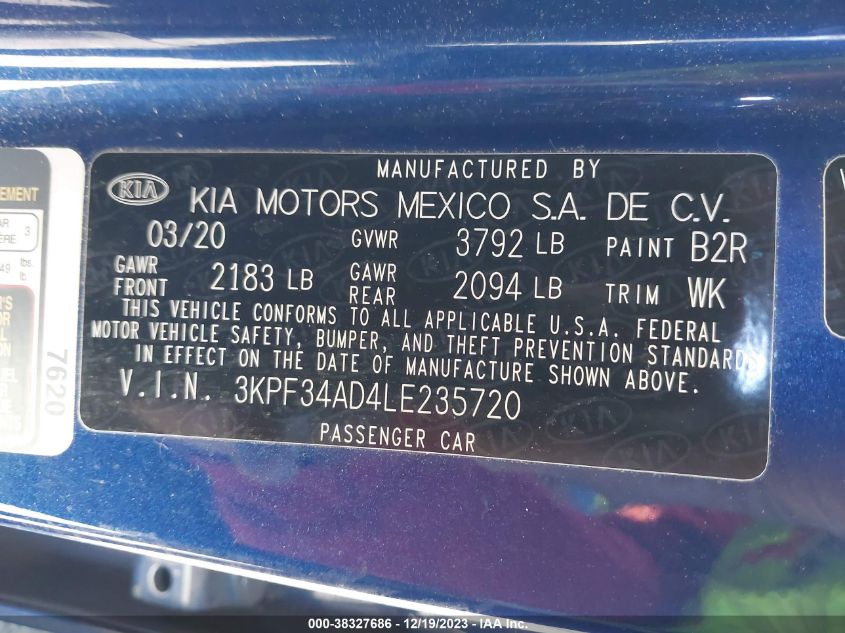 MANUFACTURED BY
KIA KIA MOTORS MEXICO S.A. DE C.V.
03/20 GVWR 3792 LB PAINT B2R
GAWR FRONT 2183 LB GAWR REAR 2094 LB TRIM WK
THIS VEHICLE CONFORMS TO ALL APPLICABLE U.S.A. FEDERAL
MOTOR VEHICLE SAFETY, BUMPER, AND THEFT PREVENTION STANDARDS
IN EFFECT ON THE DATE OF MANUFACTURE SHOWN ABOVE.
V.I.N. 3KPF34AD4LE235720
PASSENGER CAR
3
lbs.
7620
000-38327686 - 12/19/2023 - IAA, Inc.